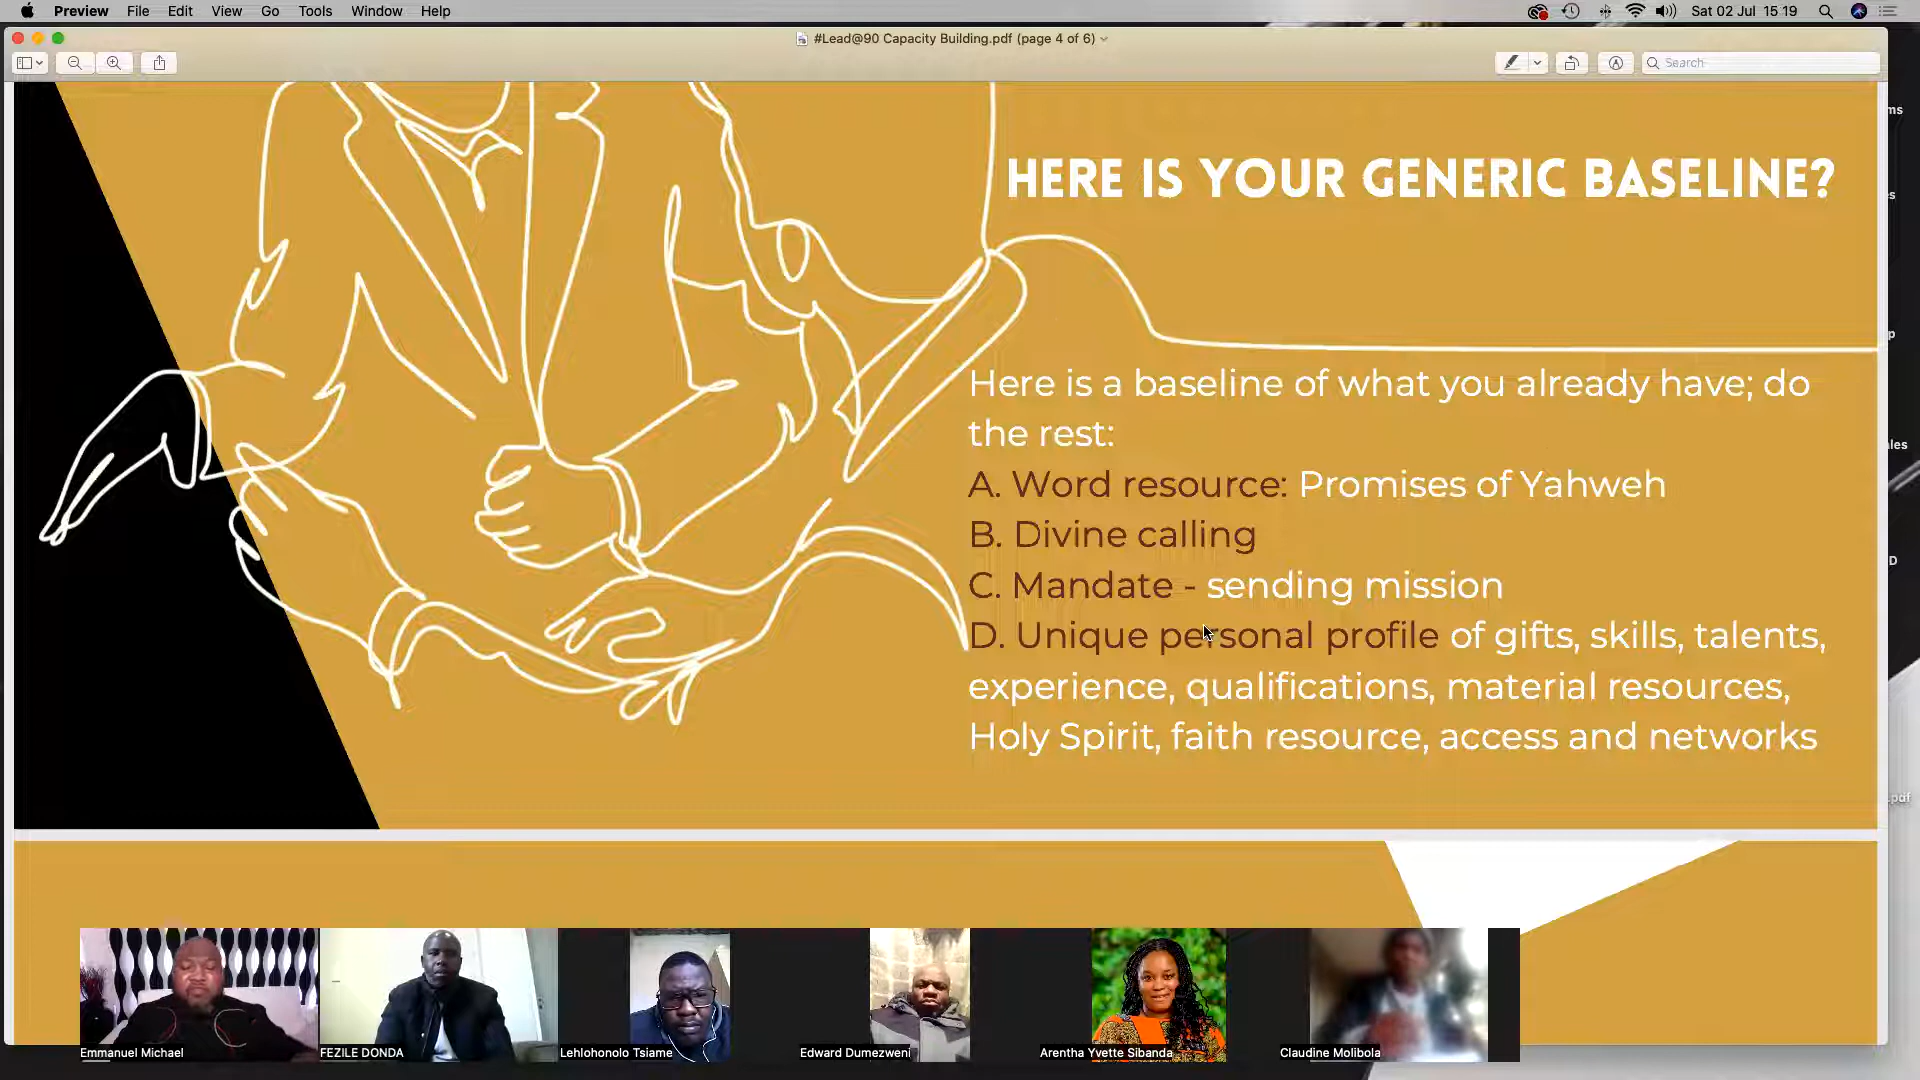 Preview File Edit View Go Tools Window Help
Sat 02 Jul 15 19
#Lead@90 Capacity Building.pdf (page 4 of 6)
Search
HERE IS YOUR GENERIC BASELINE?
Here is a baseline of what you already have; do
the rest:
A. Word resource: Promises of Yahweh
B. Divine calling
C. Mandate - sending mission
D. Unique personal profile of gifts, skills, talents,
experience, qualifications, material resources,
Holy Spirit, faith resource, access and networks
.pdf
Emmanuel Michael
FEZILE DONDA
Lehlohonolo Tsiame
Edward Dumezweni
Arentha Yvette Sibanda
Claudine Molibola